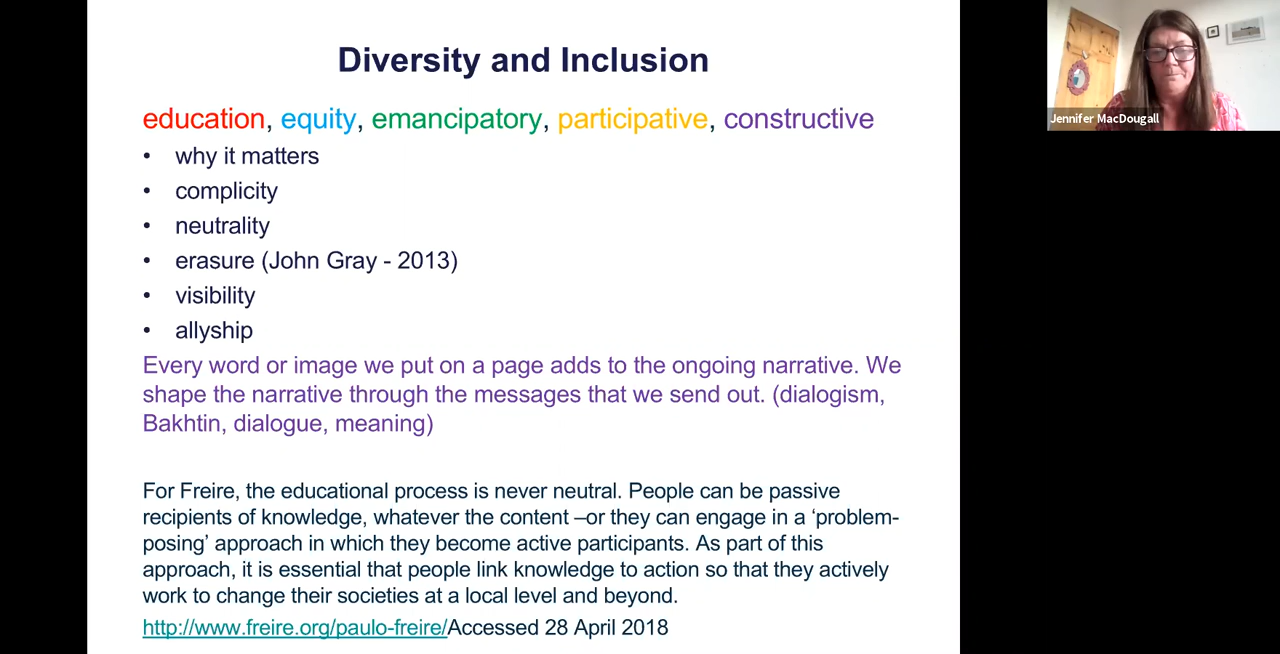 Diversity and Inclusion
education, equity, emancipatory, participative, constructive
• why it matters
• complicity
• neutrality
• erasure (John Gray - 2013)
• visibility
• allyship
Every word or image we put on a page adds to the ongoing narrative. We
shape the narrative through the messages that we send out. (dialogism,
Bakhtin, dialogue, meaning)
For Freire, the educational process is never neutral. People can be passive
recipients of knowledge, whatever the content –or they can engage in a ‘problem-
posing’ approach in which they become active participants. As part of this
approach, it is essential that people link knowledge to action so that they actively
work to change their societies at a local level and beyond.
http://www.freire.org/paulo-freire/Accessed 28 April 2018
Jennifer MacDougall